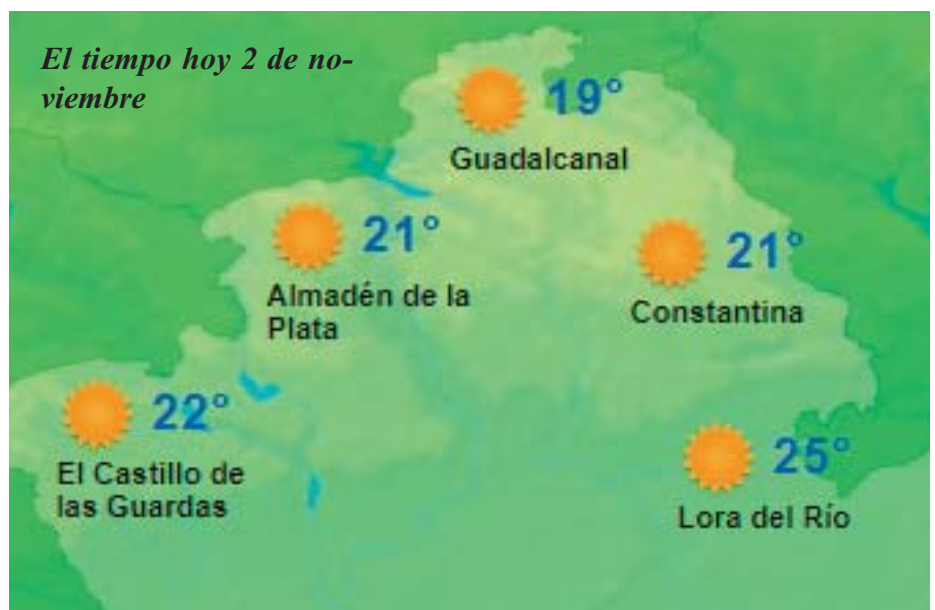 El tiempo hoy 2 de no-
viembre
19°
Guadalcanal
21°
Almadén de la
Plata
21°
Constantina
22°
El Castillo de
las Guardas
25°
Lora del Río